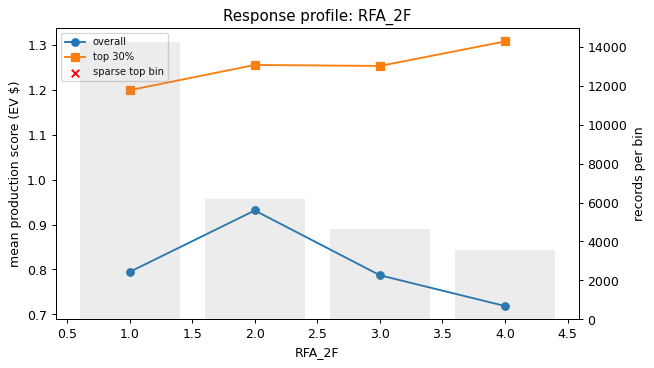 Response profile: RFA_2F
overall
top 30%
sparse top bin
mean production score (EV $)
1.3
1.2
1.1
1.0
0.9
0.8
0.7
14000
12000
10000
8000
6000
4000
2000
0
records per bin
0.5 1.0 1.5 2.0 2.5 3.0 3.5 4.0 4.5
RFA_2F